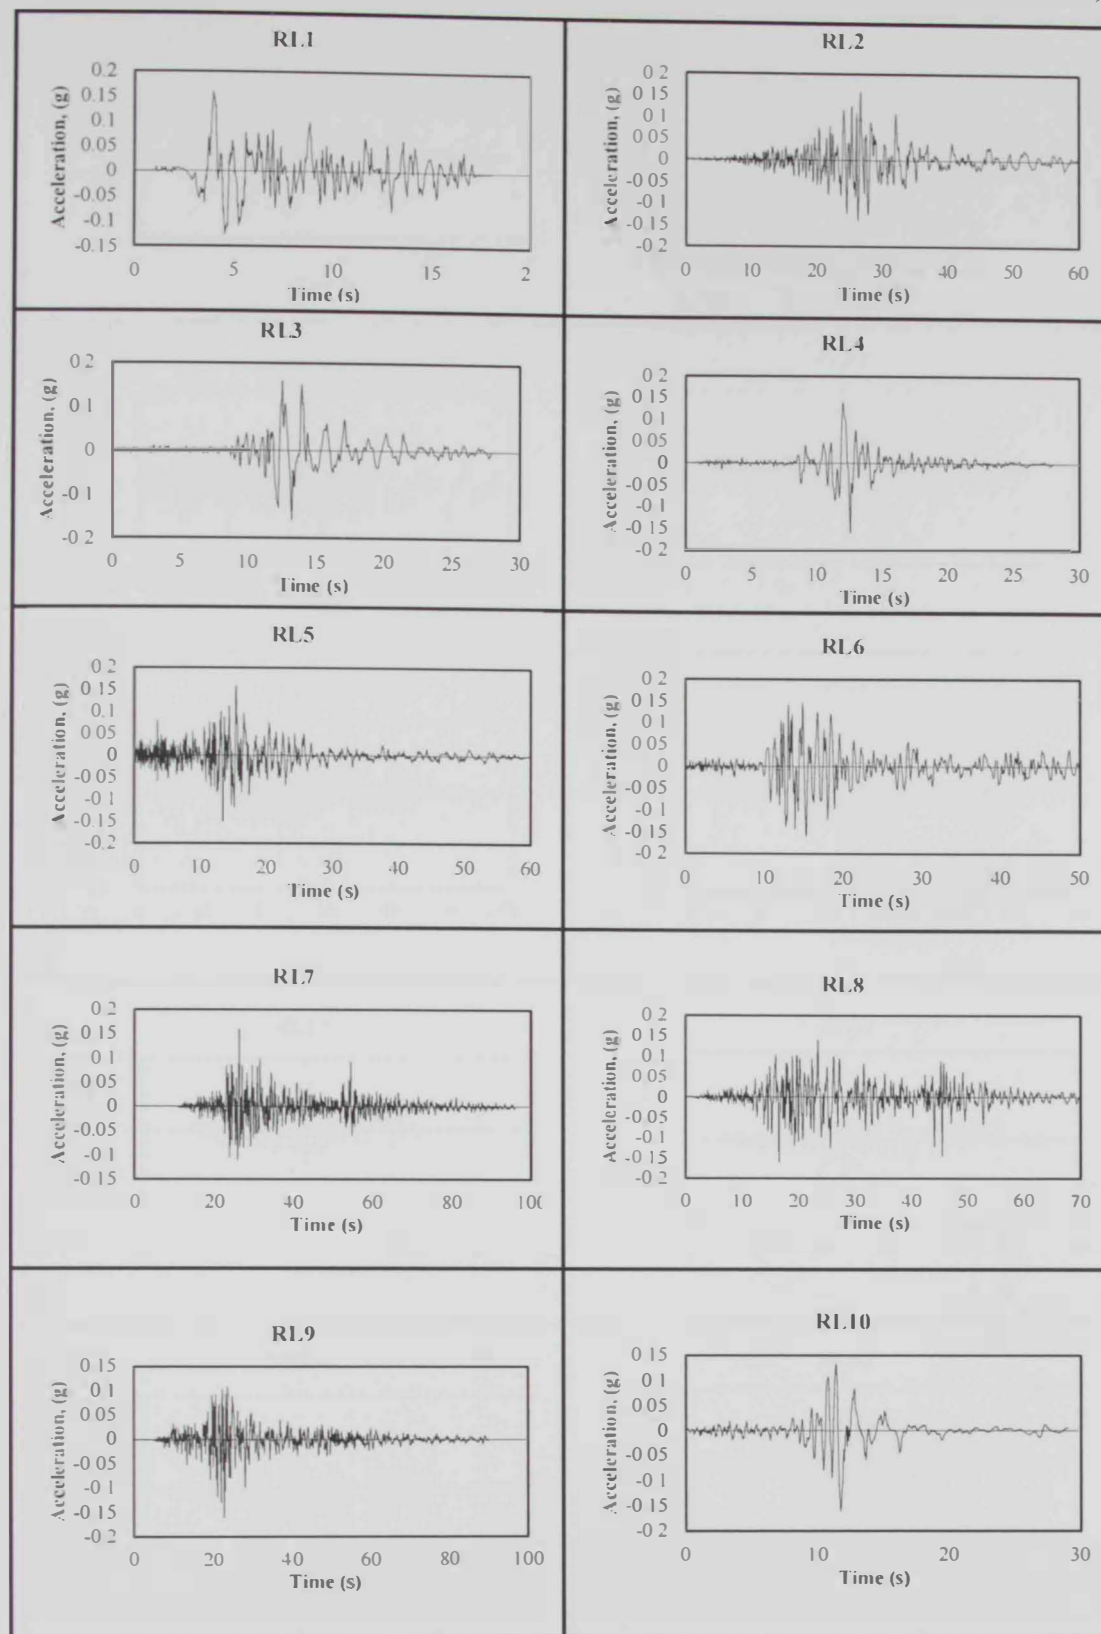 RL1
Acceleration, (g)
0.2
0.15
0.1
0.05
0
-0.05
-0.1
-0.15
0 5 10 15 2
Time (s)
RL2
Acceleration, (g)
0 2
0 15
0 1
0 05
0
-0 05
-0 1
-0 15
-0 2
0 10 20 30 40 50 60
Time (s)
RL3
Acceleration, (g)
0 2
0 1
0
-0 1
-0 2
0 5 10 15 20 25 30
Time (s)
RL4
Acceleration, (g)
0 2
0 15
0 1
0 05
0
-0 05
-0 1
-0 15
-0 2
0 5 10 15 20 25 30
Time (s)
RL5
Acceleration, (g)
0 2
0 15
0 1
0 05
0
-0 05
-0 1
-0 15
-0 2
0 10 20 30 40 50 60
Time (s)
RL6
Acceleration, (g)
0 2
0 15
0 1
0 05
0
-0 05
-0 1
-0 15
-0 2
0 10 20 30 40 50
Time (s)
RL7
Acceleration, (g)
0 2
0 15
0 1
0 05
0
-0 05
-0 1
-0 15
0 20 40 60 80 100
Time (s)
RL8
Acceleration, (g)
0 2
0 15
0 1
0 05
0
-0 05
-0 1
-0 15
-0 2
0 10 20 30 40 50 60 70
Time (s)
RL9
Acceleration, (g)
0 15
0 1
0 05
0
-0 05
-0 1
-0 15
-0 2
0 20 40 60 80 100
Time (s)
RL10
Acceleration, (g)
0 15
0 1
0 05
0
-0 05
-0 1
-0 15
-0 2
0 10 20 30
Time (s)